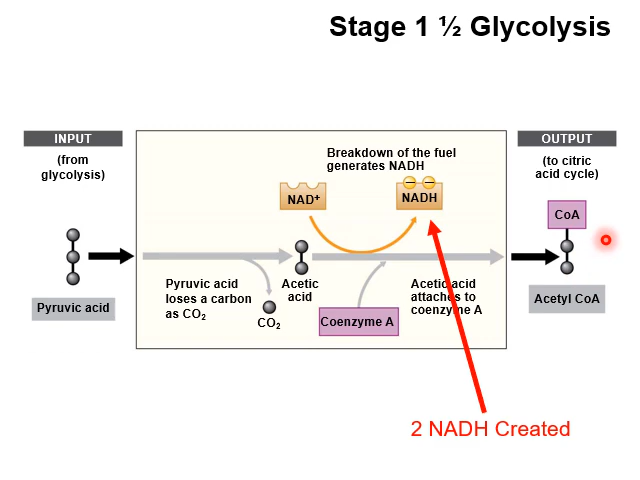 Stage 1 ½ Glycolysis
INPUT
(from
glycolysis)
Pyruvic acid
Breakdown of the fuel
generates NADH
NAD+
NADH
Pyruvic acid
loses a carbon
as CO₂
CO₂
Acetic
acid
Coenzyme A
Acetic acid
attaches to
coenzyme A
OUTPUT
(to citric
acid cycle)
CoA
Acetyl CoA
2 NADH Created